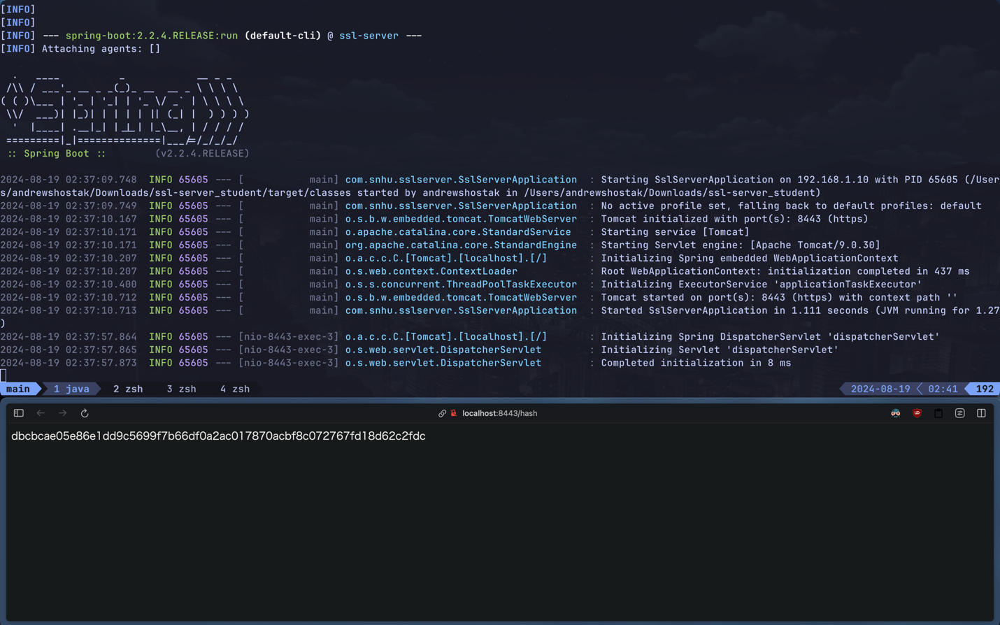 [INFO]
[INFO]
[INFO] --- spring-boot:2.2.4.RELEASE:run (default-cli) @ ssl-server ---
[INFO] Attaching agents: []
:: Spring Boot ::        (v2.2.4.RELEASE)
2024-08-19 02:37:09.748  INFO 65605 --- [           main] com.snhu.sslserver.SslServerApplication  : Starting SslServerApplication on 192.168.1.10 with PID 65605 (/User
s/andrewshostak/Downloads/ssl-server_student/target/classes started by andrewshostak in /Users/andrewshostak/Downloads/ssl-server_student)
2024-08-19 02:37:09.749  INFO 65605 --- [           main] com.snhu.sslserver.SslServerApplication  : No active profile set, falling back to default profiles: default
2024-08-19 02:37:10.167  INFO 65605 --- [           main] o.s.b.w.embedded.tomcat.TomcatWebServer  : Tomcat initialized with port(s): 8443 (https)
2024-08-19 02:37:10.171  INFO 65605 --- [           main] o.apache.catalina.core.StandardService   : Starting service [Tomcat]
2024-08-19 02:37:10.171  INFO 65605 --- [           main] org.apache.catalina.core.StandardEngine  : Starting Servlet engine: [Apache Tomcat/9.0.30]
2024-08-19 02:37:10.207  INFO 65605 --- [           main] o.a.c.c.C.[Tomcat].[localhost].[/]       : Initializing Spring embedded WebApplicationContext
2024-08-19 02:37:10.207  INFO 65605 --- [           main] o.s.web.context.ContextLoader            : Root WebApplicationContext: initialization completed in 437 ms
2024-08-19 02:37:10.400  INFO 65605 --- [           main] o.s.s.concurrent.ThreadPoolTaskExecutor  : Initializing ExecutorService 'applicationTaskExecutor'
2024-08-19 02:37:10.712  INFO 65605 --- [           main] o.s.b.w.embedded.tomcat.TomcatWebServer  : Tomcat started on port(s): 8443 (https) with context path ''
2024-08-19 02:37:10.713  INFO 65605 --- [           main] com.snhu.sslserver.SslServerApplication  : Started SslServerApplication in 1.111 seconds (JVM running for 1.27
)
2024-08-19 02:37:57.864  INFO 65605 --- [nio-8443-exec-3] o.a.c.c.C.[Tomcat].[localhost].[/]       : Initializing Spring DispatcherServlet 'dispatcherServlet'
2024-08-19 02:37:57.865  INFO 65605 --- [nio-8443-exec-3] o.s.web.servlet.DispatcherServlet        : Initializing Servlet 'dispatcherServlet'
2024-08-19 02:37:57.873  INFO 65605 --- [nio-8443-exec-3] o.s.web.servlet.DispatcherServlet        : Completed initialization in 8 ms
main 1 java 2 zsh 3 zsh 4 zsh 2024-08-19 02:41 192
localhost:8443/hash
dbcbcae05e86e1dd9c5699f7b66df0a2ac017870acbf8c072767fd18d62c2fdc